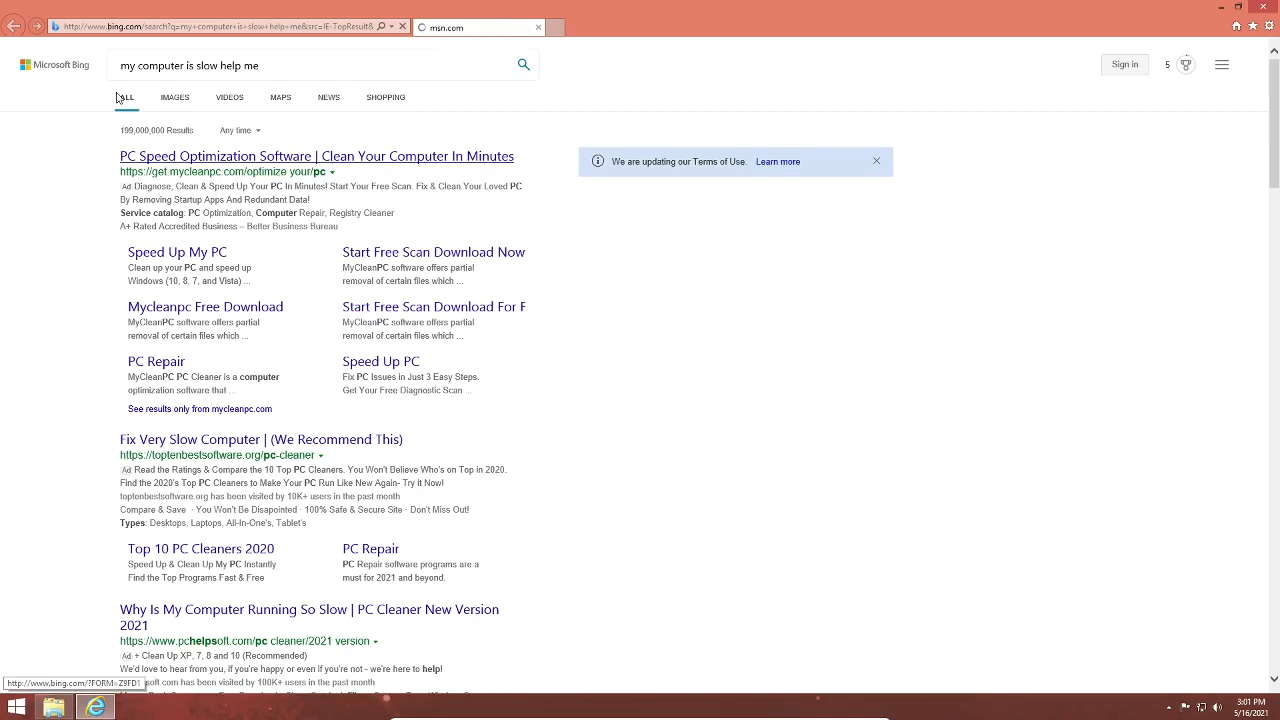 http://www.bing.com/search?q=my+computer+is+slow+help+me&src=IE-TopResult&
msn.com
Microsoft Bing
my computer is slow help me
Sign in
5
ALL
IMAGES
VIDEOS
MAPS
NEWS
SHOPPING
199,000,000 Results
Any time
PC Speed Optimization Software | Clean Your Computer In Minutes
https://get.mycleanpc.com/optimize your/pc
Ad Diagnose, Clean & Speed Up Your PC In Minutes! Start Your Free Scan. Fix & Clean Your Loved PC
By Removing Startup Apps And Redundant Data!
Service catalog: PC Optimization, Computer Repair, Registry Cleaner
A+ Rated Accredited Business – Better Business Bureau
We are updating our Terms of Use. Learn more
Speed Up My PC
Clean up your PC and speed up
Windows (10, 8, 7, and Vista) ...
Start Free Scan Download Now
MyCleanPC software offers partial
removal of certain files which ...
Mycleanpc Free Download
MyCleanPC software offers partial
removal of certain files which ...
Start Free Scan Download For F
MyCleanPC software offers partial
removal of certain files which ...
PC Repair
MyCleanPC PC Cleaner is a computer
optimization software that ...
Speed Up PC
Fix PC Issues in Just 3 Easy Steps.
Get Your Free Diagnostic Scan ...
See results only from mycleanpc.com
Fix Very Slow Computer | (We Recommend This)
https://toptenbestsoftware.org/pc-cleaner
Ad Read the Ratings & Compare the 10 Top PC Cleaners. You Won't Believe Who's on Top in 2020.
Find the 2020's Top PC Cleaners to Make Your PC Run Like New Again- Try It Now!
toptenbestsoftware.org has been visited by 10K+ users in the past month
Compare & Save · You Won't Be Disapointed · 100% Safe & Secure Site · Don't Miss Out!
Types: Desktops, Laptops, All-In-One's, Tablet's
Top 10 PC Cleaners 2020
Speed Up & Clean Up My PC Instantly
Find the Top Programs Fast & Free
PC Repair
PC Repair software programs are a
must for 2021 and beyond.
Why Is My Computer Running So Slow | PC Cleaner New Version
2021
https://www.pchelpsoft.com/pc cleaner/2021 version
Ad + Clean Up XP, 7, 8 and 10 (Recommended)
We'd love to hear from you, if you're happy or even if you're not - we're here to help!
soft.com has been visited by 100K+ users in the past month
http://www.bing.com/?FORM=Z9FD1
3:01 PM
5/16/2021